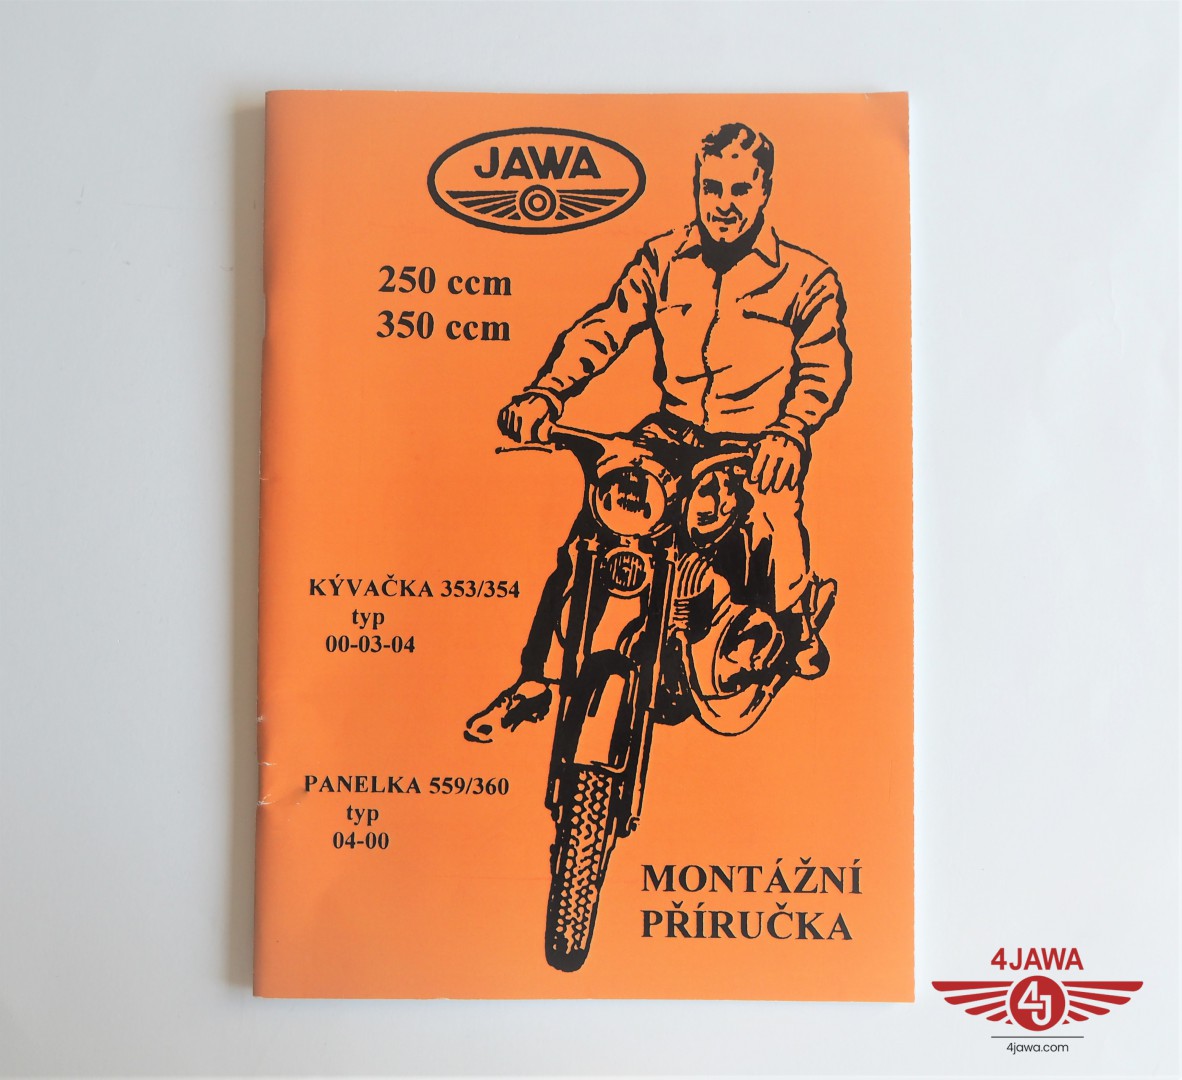 JAWA
250 ccm
350 ccm
KÝVAČKA 353/354
typ
00-03-04
PANELKA 559/360
typ
04-00
MONTÁŽNÍ
PŘÍRUČKA
4JAWA
4J
4jawa.com